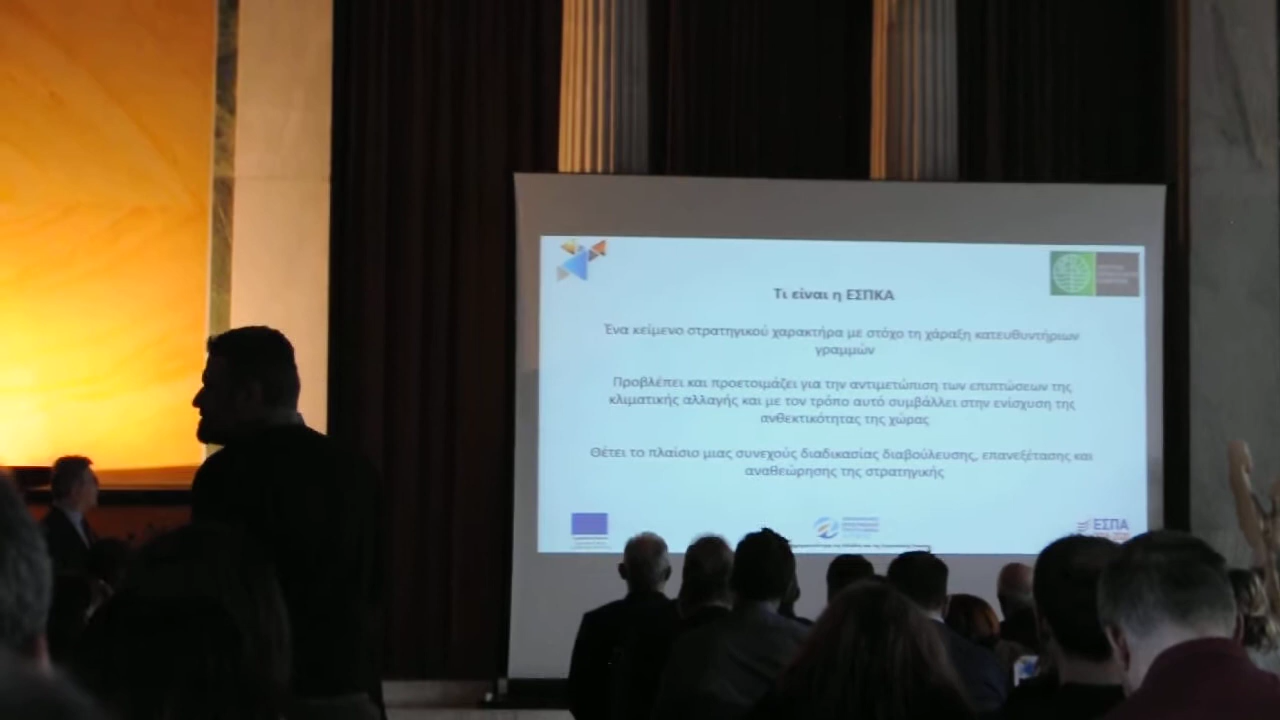 Τι είναι η ΕΣΠΚΑ
Ένα κείμενο στρατηγικού χαρακτήρα με στόχο τη χάραξη κατευθυντήριων
γραμμών
Προβλέπει και προετοιμάζει για την αντιμετώπιση των επιπτώσεων της
κλιματικής αλλαγής και με τον τρόπο αυτό συμβάλλει στην ενίσχυση της
ανθεκτικότητας της χώρας
Θέτει το πλαίσιο μιας συνεχούς διαδικασίας διαβούλευσης, επανεξέτασης και
αναθεώρησης της στρατηγικής
ΕΣΠΑ